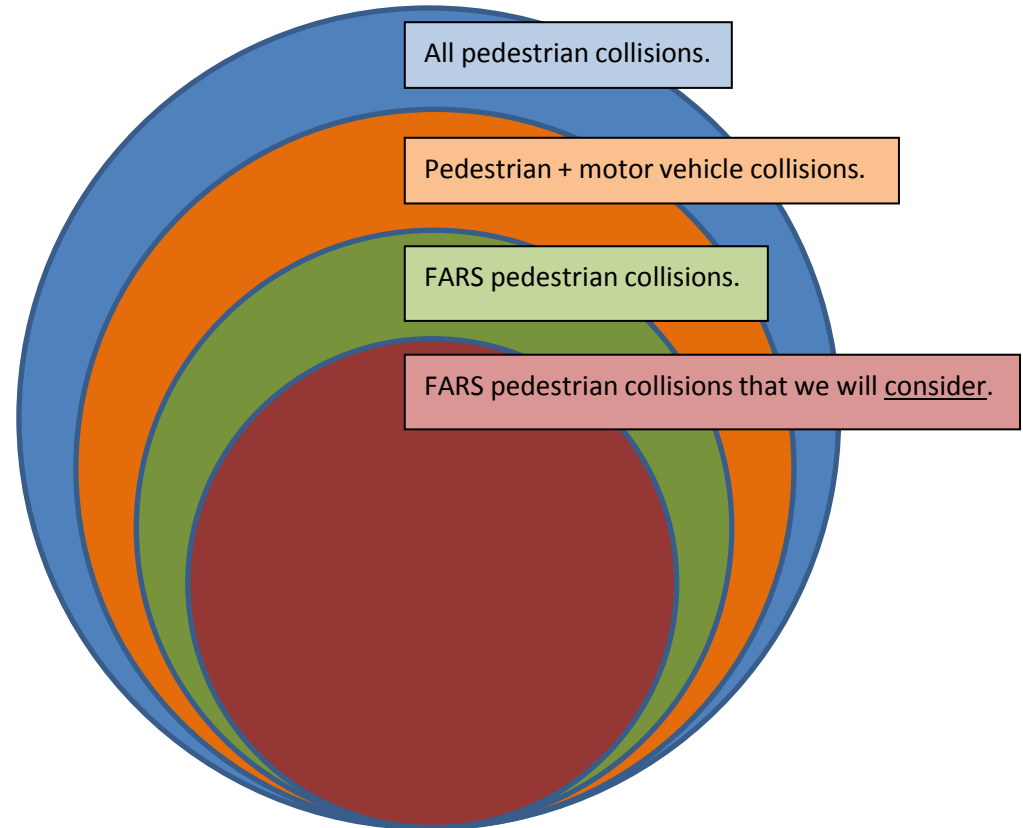 All pedestrian collisions.
Pedestrian + motor vehicle collisions.
FARS pedestrian collisions.
FARS pedestrian collisions that we will consider.